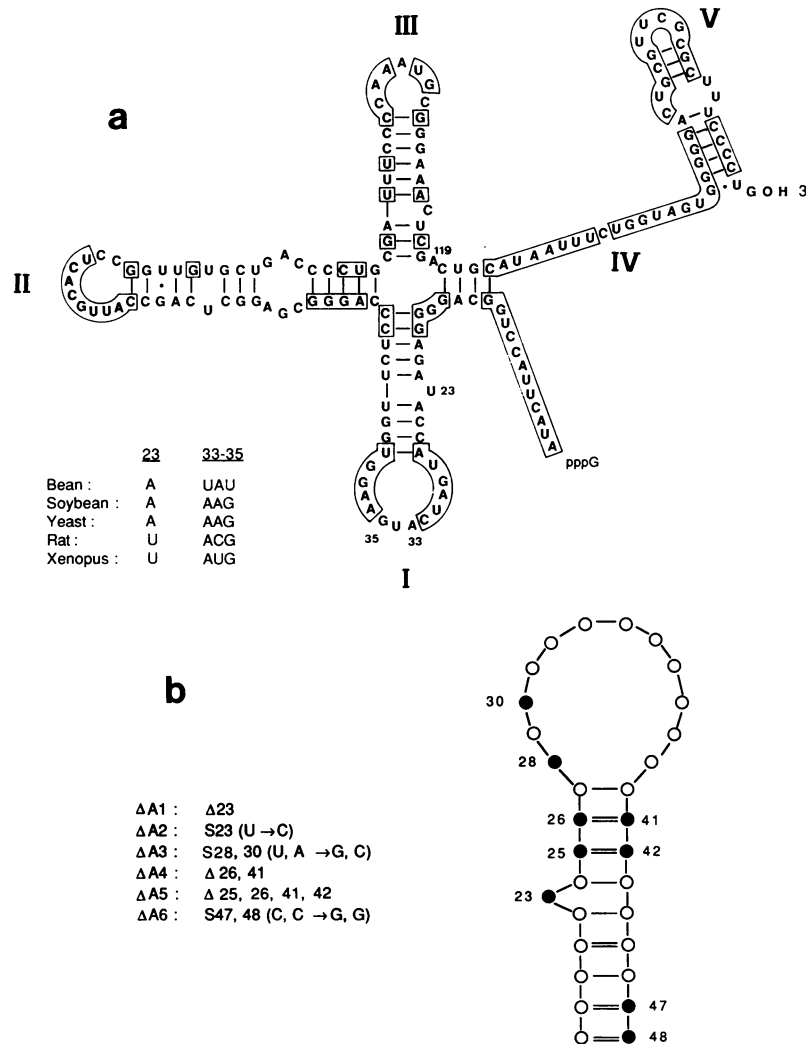 III
a
V
II
IV
I
C G A U U U C C C C A A A U G C G G G A A A C U C G
119
U C C G G U U G U G C U G A C C C U G
A C U G C A U A A U U U C U G G U A G U G
G G G G G A C U G C G U U C G C G C U U U C C C C U GOH 3
23
35
33
pppG
23 33-35
Bean : A UAU
Soybean : A AAG
Yeast : A AAG
Rat : U ACG
Xenopus : U AUG
b
ΔA1 : Δ23
ΔA2 : S23 (U →C)
ΔA3 : S28, 30 (U, A →G, C)
ΔA4 : Δ 26, 41
ΔA5 : Δ 25, 26, 41, 42
ΔA6 : S47, 48 (C, C →G, G)
30
28
26
41
25
42
23
47
48